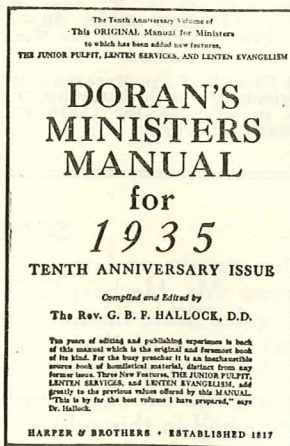 The Tenth Anniversary Volume of
This ORIGINAL Manual for Ministers
to which has been added new features,
THE JUNIOR PULPIT, LENTEN SERVICES, AND LENTEN EVANGELISM
DORAN'S
MINISTERS
MANUAL
for
1935
TENTH ANNIVERSARY ISSUE
Compiled and Edited by
The Rev. G. B. F. HALLOCK, D.D.
Ten years of editing and publishing experience is back
of this manual which is the original and foremost book
of its kind. For the busy preacher it is an inexhaustible
source book of homiletical material, distinct from any
former issue. Three New Features, THE JUNIOR PULPIT,
LENTEN SERVICES, and LENTEN EVANGELISM, add
greatly to the previous values offered by this MANUAL.
"This is by far the best volume I have prepared," says
Dr. Hallock.
HARPER & BROTHERS • ESTABLISHED 1817